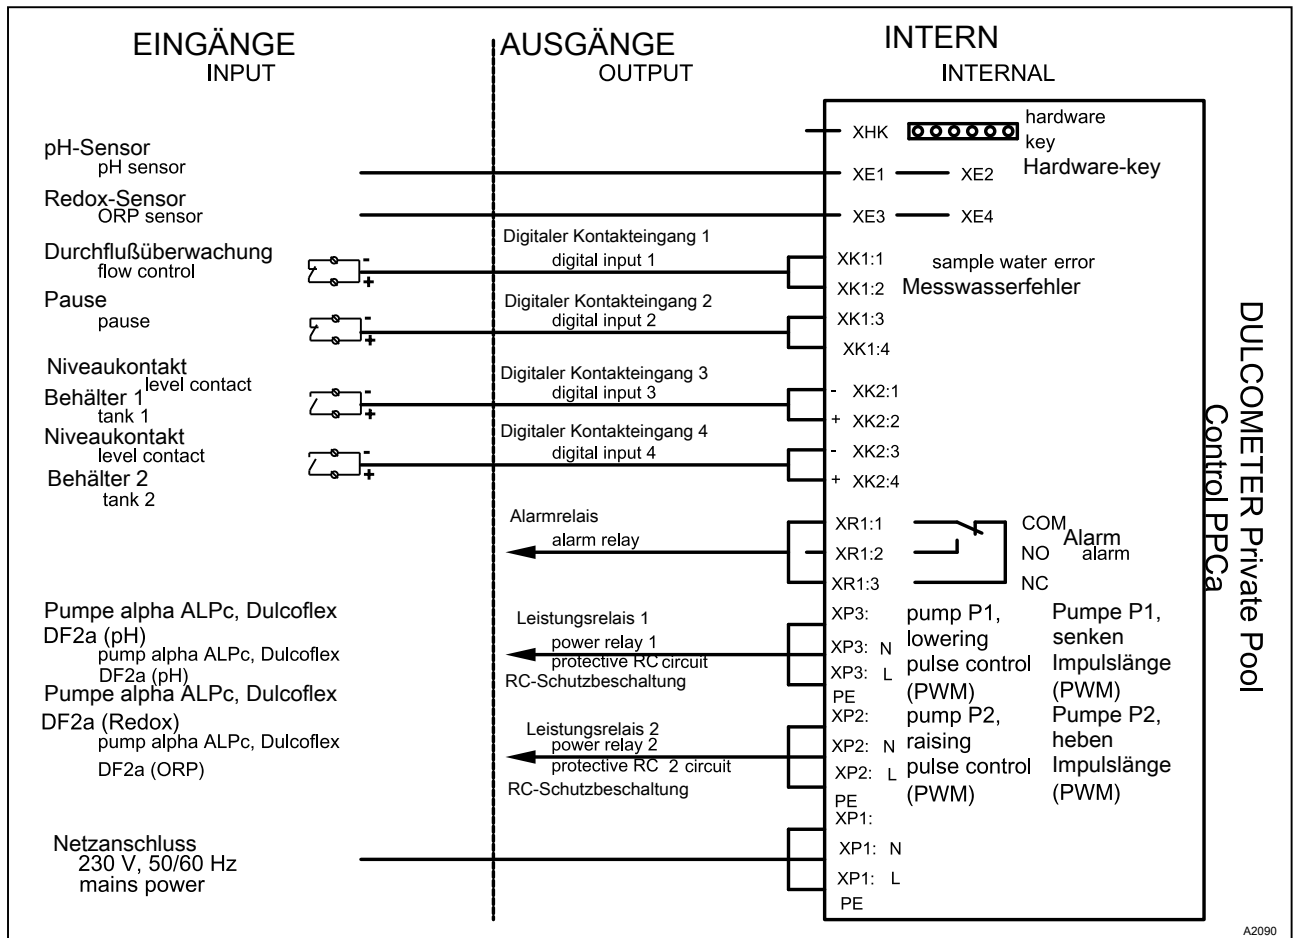 EINGÄNGE
INPUT
AUSGÄNGE
OUTPUT
INTERN
INTERNAL
pH-Sensor
pH sensor
Redox-Sensor
ORP sensor
Durchflußüberwachung
flow control
Pause
pause
Niveaukontakt
level contact
Behälter 1
tank 1
Niveaukontakt
level contact
Behälter 2
tank 2
Pumpe alpha ALPc, Dulcoflex
DF2a (pH)
pump alpha ALPc, Dulcoflex
DF2a (pH)
Pumpe alpha ALPc, Dulcoflex
DF2a (Redox)
pump alpha ALPc, Dulcoflex
DF2a (ORP)
Netzanschluss
230 V, 50/60 Hz
mains power
- +
- +
- +
- +
Digitaler Kontakteingang 1
digital input 1
Digitaler Kontakteingang 2
digital input 2
Digitaler Kontakteingang 3
digital input 3
Digitaler Kontakteingang 4
digital input 4
Alarmrelais
alarm relay
Leistungsrelais 1
power relay 1
protective RC circuit
RC-Schutzbeschaltung
Leistungsrelais 2
power relay 2
protective RC 2 circuit
RC-Schutzbeschaltung
XHK
hardware
key
Hardware-key
XE1 XE2
XE3 XE4
XK1:1
sample water error
XK1:2 Messwasserfehler
XK1:3
XK1:4
- XK2:1
+ XK2:2
- XK2:3
+ XK2:4
XR1:1 COM
XR1:2 NO
XR1:3 NC
Alarm
alarm
XP3:
XP3: N
XP3: L
PE
pump P1,
lowering
pulse control
(PWM)
Pumpe P1,
senken
Impulslänge
(PWM)
XP2:
XP2: N
XP2: L
PE
pump P2,
raising
pulse control
(PWM)
Pumpe P2,
heben
Impulslänge
(PWM)
XP1:
XP1: N
XP1: L
PE
DULCOMETER Private Pool
Control PPCa
A2090